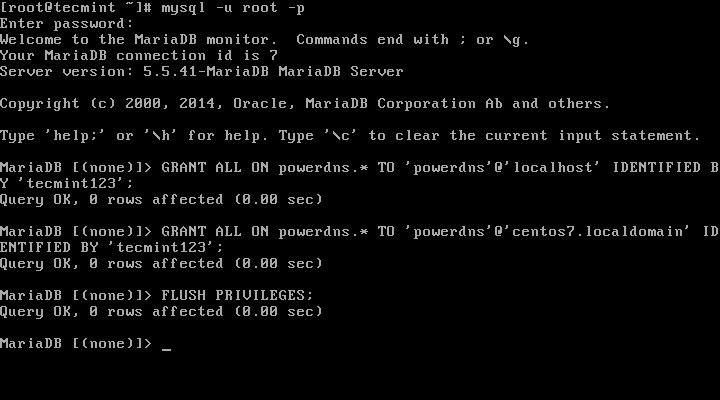 [root@tecmint ~]# mysql -u root -p
Enter password:
Welcome to the MariaDB monitor.  Commands end with ; or \g.
Your MariaDB connection id is 7
Server version: 5.5.41-MariaDB MariaDB Server
Copyright (c) 2000, 2014, Oracle, MariaDB Corporation Ab and others.
Type 'help;' or '\h' for help. Type '\c' to clear the current input statement.
MariaDB [(none)]> GRANT ALL ON powerdns.* TO 'powerdns'@'localhost' IDENTIFIED B
Y 'tecmint123';
Query OK, 0 rows affected (0.00 sec)
MariaDB [(none)]> GRANT ALL ON powerdns.* TO 'powerdns'@'centos7.localdomain' ID
ENTIFIED BY 'tecmint123';
Query OK, 0 rows affected (0.00 sec)
MariaDB [(none)]> FLUSH PRIVILEGES;
Query OK, 0 rows affected (0.00 sec)
MariaDB [(none)]> _